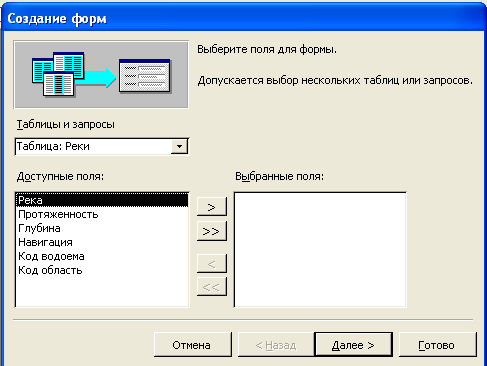 Создание форм
Выберите поля для формы.
Допускается выбор нескольких таблиц или запросов.
Таблицы и запросы
Таблица: Реки
Доступные поля:
Выбранные поля:
Река
Протяженность
Глубина
Навигация
Код водоема
Код область
>
>>
<
<<
Отмена
< Назад
Далее >
Готово